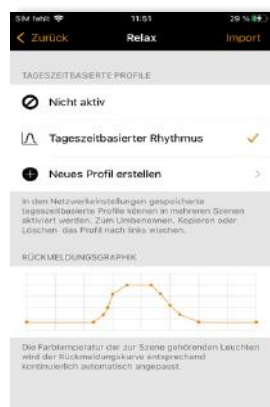 SIM fehlt 11:51 29 %
Zurück Relax Import
TAGESZEITBASIERTE PROFILE
Nicht aktiv
Tageszeitbasierter Rhythmus
Neues Profil erstellen
In den Netzwerkeinstellungen gespeicherte
tageszeitbasierte Profile können in mehreren Szenen
aktiviert werden. Zum Umbenennen, Kopieren oder
Löschen das Profil nach links wischen.
RÜCKMELDUNGSGRAPHIK
Die Farbtemperatur der zur Szene gehörenden Leuchten
wird der Rückmeldungskurve entsprechend
kontinuierlich automatisch angepasst.